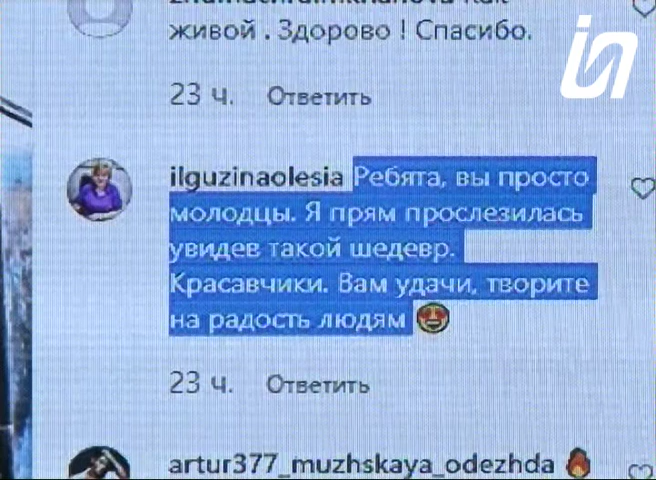 живой . Здорово ! Спасибо.
23 ч. Ответить
ilguzinaolesia Ребята, вы просто
молодцы. Я прям прослезилась
увидев такой шедевр.
Красавчики. Вам удачи, творите
на радость людям
23 ч. Ответить
artur377_muzhskaya_odezhda